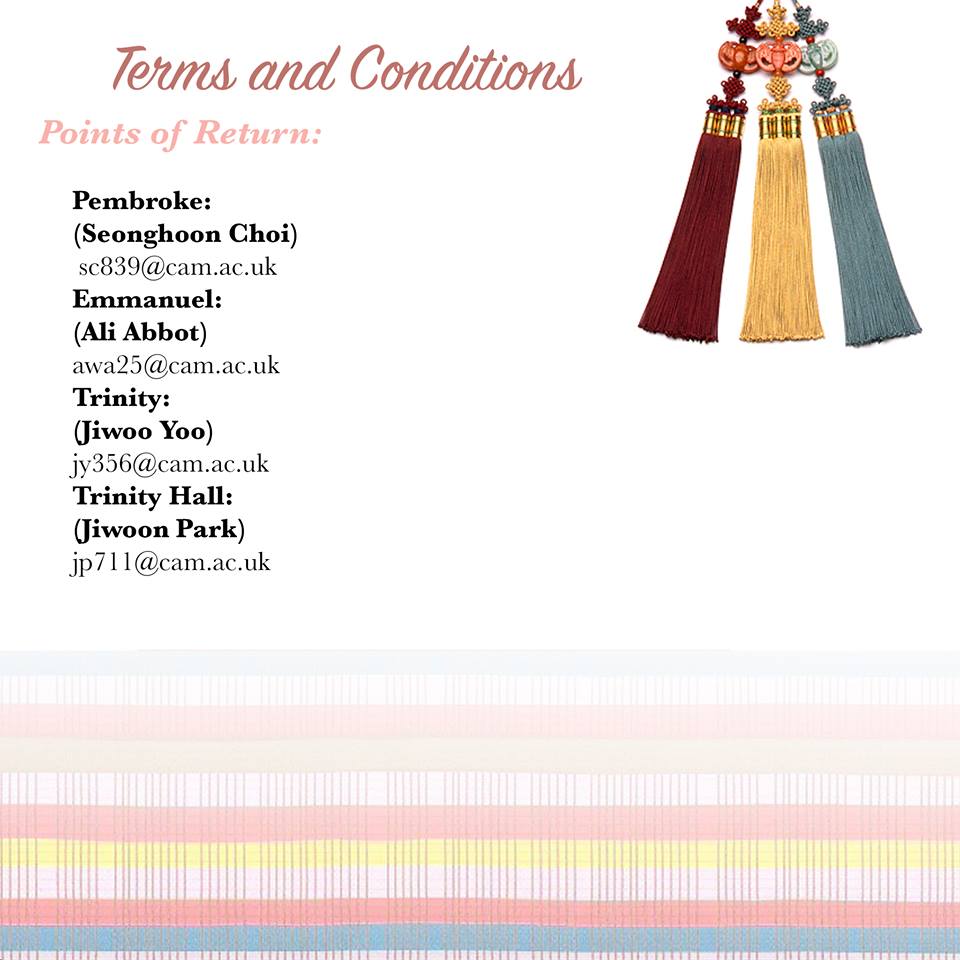 Terms and Conditions
Points of Return:
Pembroke:
(Seonghoon Choi)
sc839@cam.ac.uk
Emmanuel:
(Ali Abbot)
awa25@cam.ac.uk
Trinity:
(Jiwoo Yoo)
jy356@cam.ac.uk
Trinity Hall:
(Jiwoon Park)
jp711@cam.ac.uk